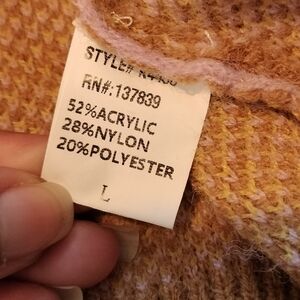 STYLE#
RN#:137839
52%ACRYLIC
28%NYLON
20%POLYESTER
L